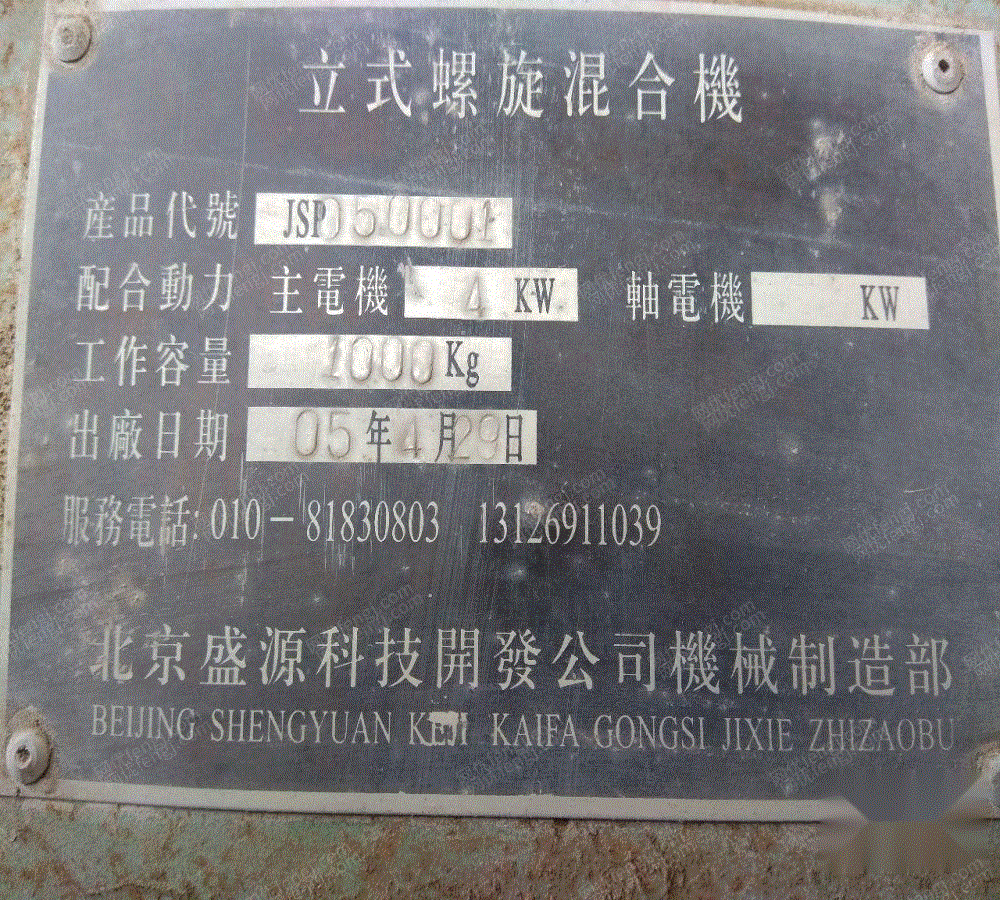 立式螺旋混合機
産品代號 JSP050001
配合動力 主電機 4 KW 軸電機 KW
工作容量 1000 Kg
出廠日期 05年4月29日
服務電話: 010-81830803 13126911039
北京盛源科技開發公司機械制造部
BEIJING SHENGYUAN KEJI KAIFA GONGSI JIXIE ZHIZAOBU